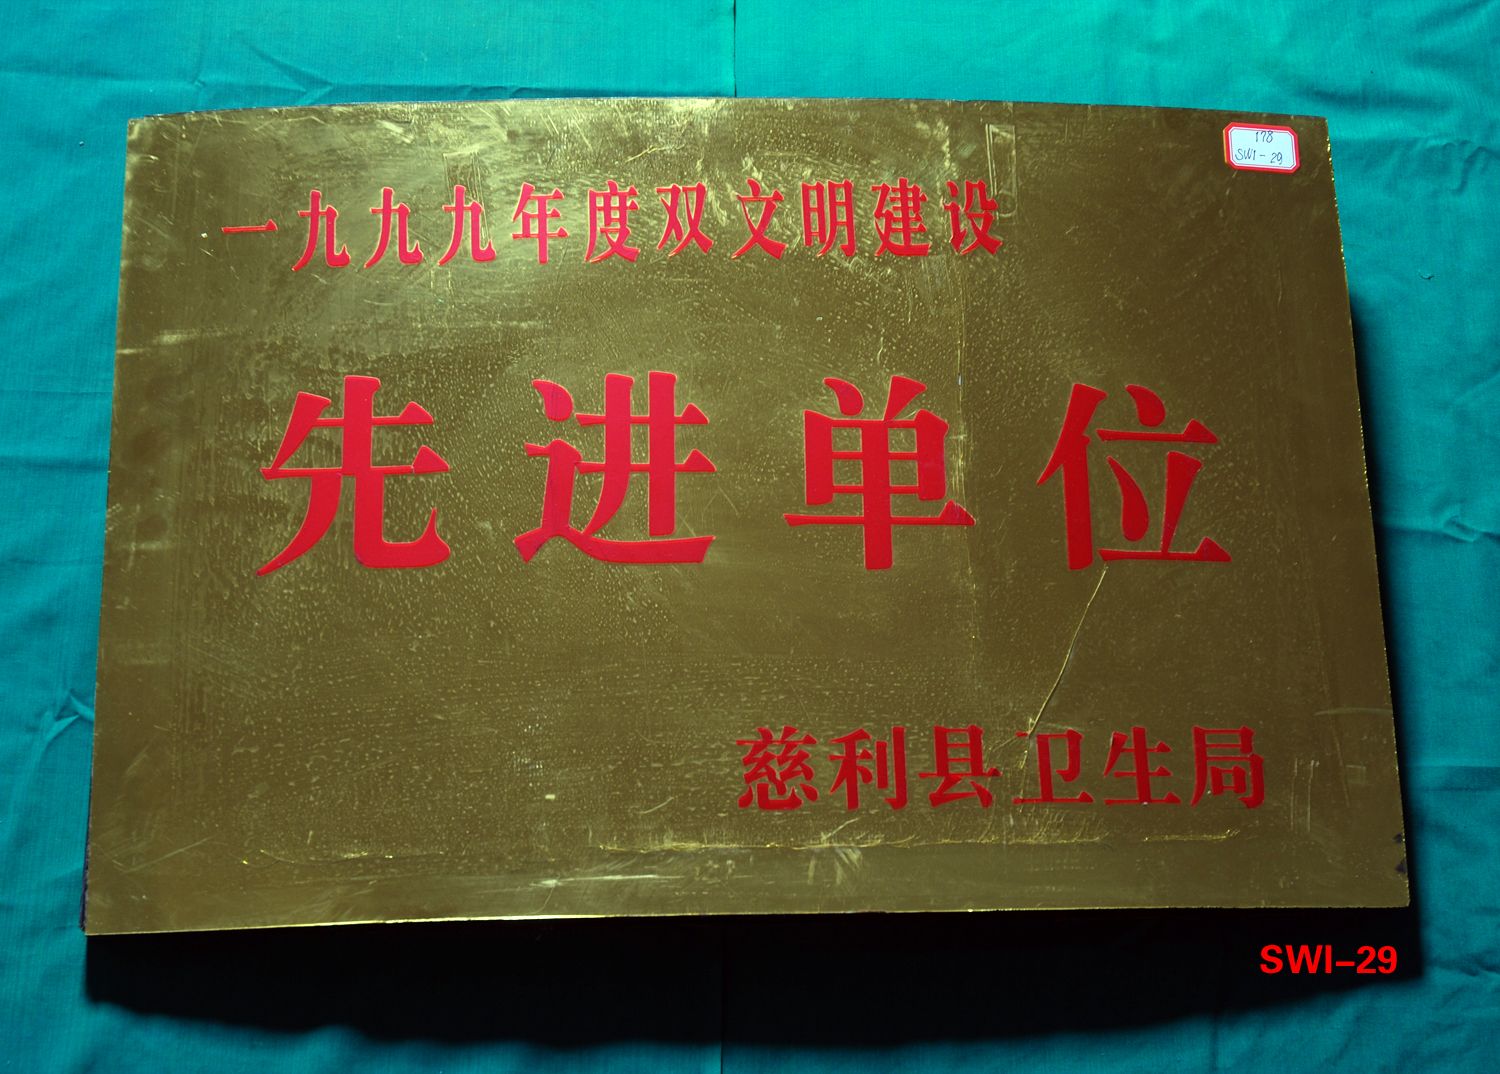 178
SWI-29
一九九九年度双文明建设
先进单位
慈利县卫生局
SWI-29